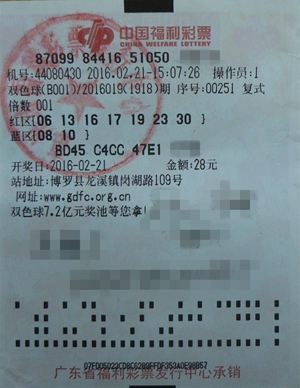 中国福利彩票
CHINA WELFARE LOTTERY
87099 84416 51050
机号:44080430 2016.02.21-15:07:26 操作员:1
双色球(B001)/2016019(1918)期 序号:00251 复式
倍数 001
红区[06 13 16 17 19 23 30 ]
蓝区[08 10 ]
BD45 C4CC 47E1
开奖日:2016-02-21 金额:28元
站地址:博罗县龙溪镇岗湖路109号
网址:www.gdfc.org.cn
双色球7.2亿元奖池等您拿!
广东省福利彩票发行中心承销